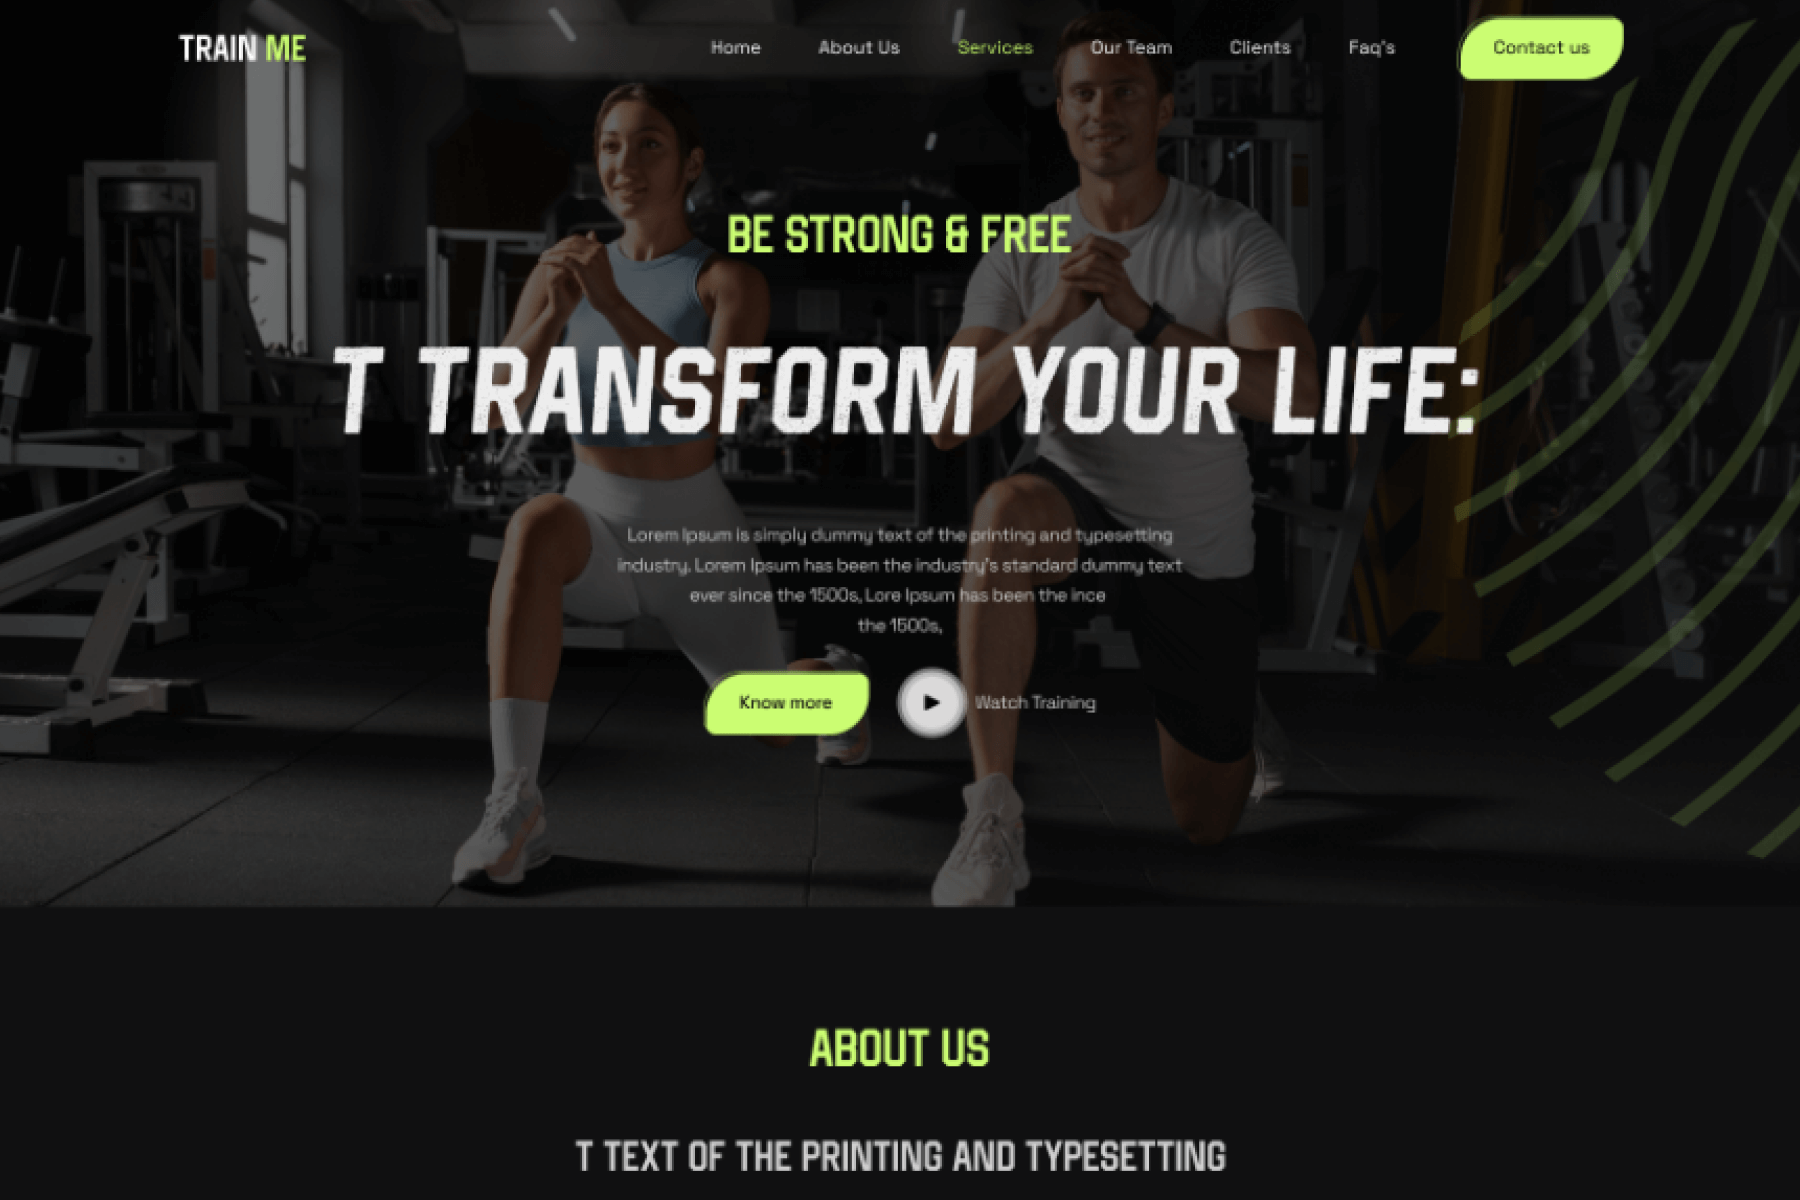 TRAIN ME
Home About Us Services Our Team Clients Faq's Contact us
BE STRONG & FREE
T TRANSFORM YOUR LIFE:
Lorem Ipsum is simply dummy text of the printing and typesetting
industry. Lorem Ipsum has been the industry's standard dummy text
ever since the 1500s, Lore Ipsum has been the ince
the 1500s,
Know more Watch Training
ABOUT US
T TEXT OF THE PRINTING AND TYPESETTING